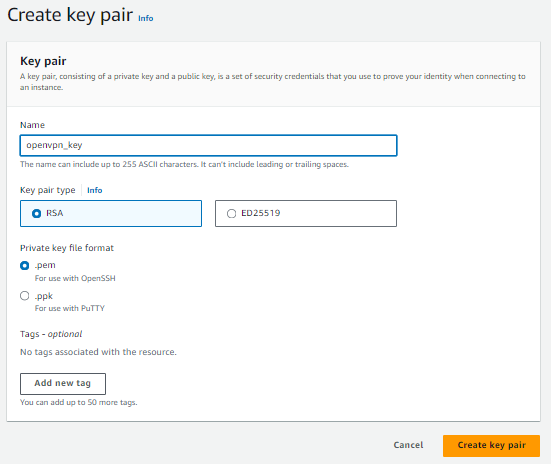 Create key pair Info
Key pair
A key pair, consisting of a private key and a public key, is a set of security credentials that you use to prove your identity when connecting to
an instance.
Name
openvpn_key
The name can include up to 255 ASCII characters. It can't include leading or trailing spaces.
Key pair type Info
RSA ED25519
Private key file format
.pem
For use with OpenSSH
.ppk
For use with PuTTY
Tags - optional
No tags associated with the resource.
Add new tag
You can add up to 50 more tags.
Cancel Create key pair